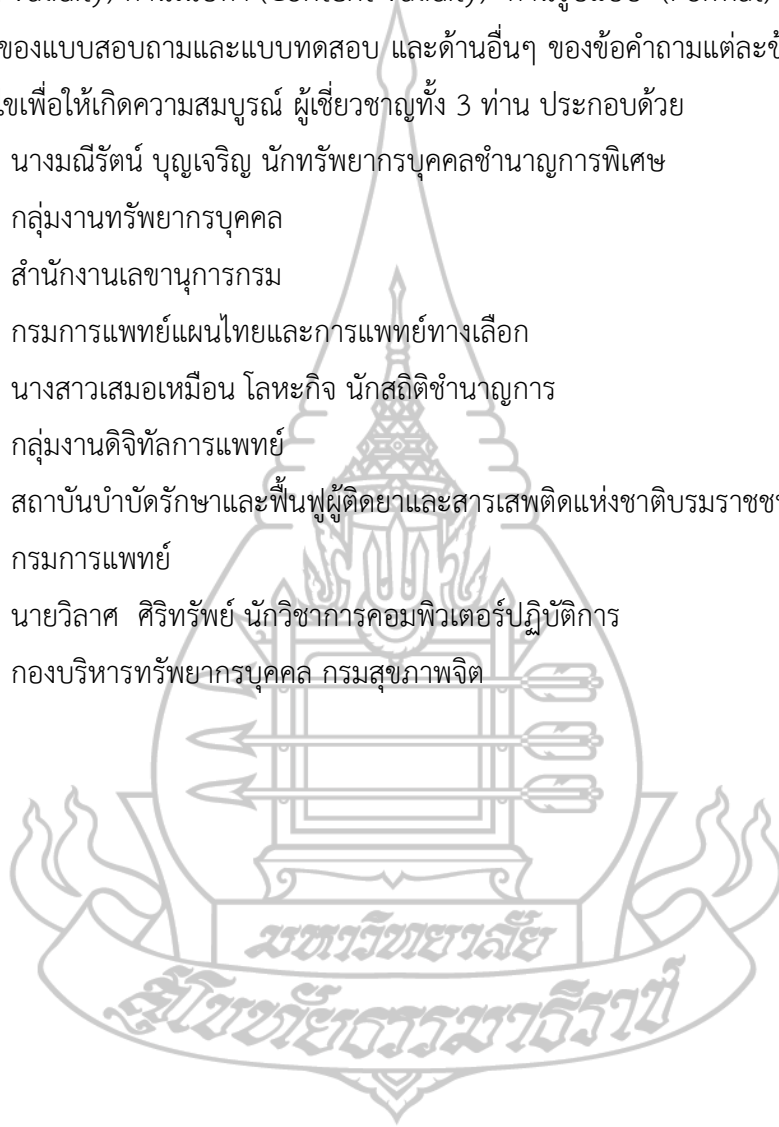 Validity) ด้านเนื้อหา (Content Validity) ด้านรูปแบบ (Format)
ของแบบสอบถามและแบบทดสอบ และด้านอื่นๆ ของข้อคำถามแต่ละ
เพื่อให้เกิดความสมบูรณ์ ผู้เชี่ยวชาญทั้ง 3 ท่าน ประกอบด้วย
นางมณีรัตน์ บุญเจริญ นักทรัพยากรบุคคลชำนาญการพิเศษ
กลุ่มงานทรัพยากรบุคคล
สำนักงานเลขานุการกรม
กรมการแพทย์แผนไทยและการแพทย์ทางเลือก
นางสาวเสมอเหมือน โลหะกิจ นักสถิติชำนาญการ
กลุ่มงานดิจิทัลการแพทย์
สถาบันบำบัดรักษาและฟื้นฟูผู้ติดยาและสารเสพติดแห่งชาติบรมราชช
กรมการแพทย์
นายวิลาศ ศิริทรัพย์ นักวิชาการคอมพิวเตอร์ปฏิบัติการ
กองบริหารทรัพยากรบุคคล กรมสุขภาพจิต
มหาวิทยาลัย
สุโขทัยธรรมาธิราช